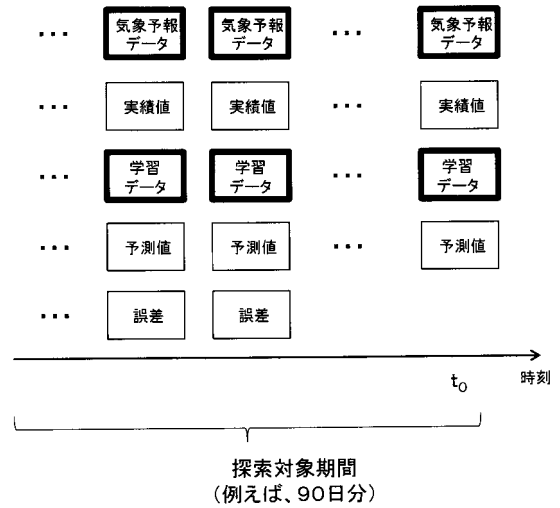 … 気象予報 気象予報 … 気象予報
データ データ データ
… 実績値 実績値 … 実績値
… 学習 学習 … 学習
データ データ データ
… 予測値 予測値 … 予測値
… 誤差 誤差
t₀ 時刻
探索対象期間
（例えば、90日分）